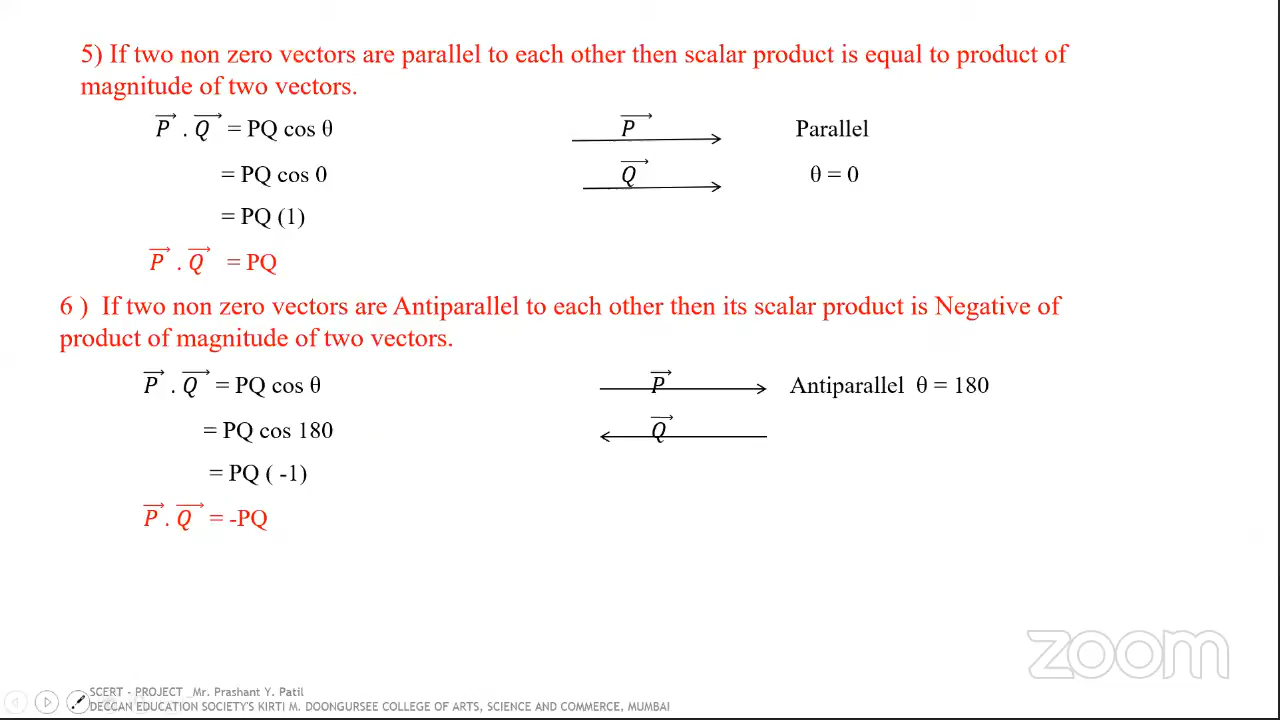 5) If two non zero vectors are parallel to each other then scalar product is equal to product of
magnitude of two vectors.
P⃗ . Q⃗ = PQ cos θ
P⃗
Parallel
= PQ cos 0
Q⃗
θ = 0
= PQ (1)
P⃗ . Q⃗ = PQ
6 ) If two non zero vectors are Antiparallel to each other then its scalar product is Negative of
product of magnitude of two vectors.
P⃗ . Q⃗ = PQ cos θ
P⃗
Antiparallel θ = 180
= PQ cos 180
Q⃗
= PQ ( -1)
P⃗ . Q⃗ = -PQ
zoom
SCERT - PROJECT _Mr. Prashant Y. Patil
DECCAN EDUCATION SOCIETY'S KIRTI M. DOONGURSEE COLLEGE OF ARTS, SCIENCE AND COMMERCE, MUMBAI